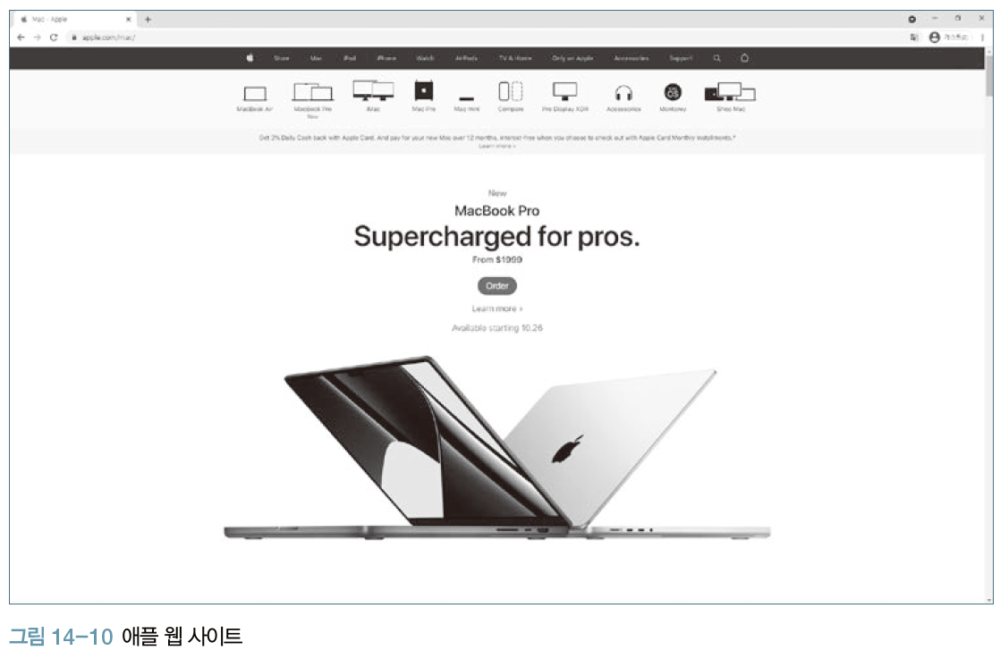 Mac - Apple
apple.com/mac/
Store Mac iPad iPhone Watch AirPods TV & Home Only on Apple Accessories Support
MacBook Air MacBook Pro iMac Mac Pro Mac mini Compare Pro Display XDR Accessories Monterey Shop Mac
New
Get 3% Daily Cash back with Apple Card. And pay for your new Mac over 12 months, interest-free when you choose to check out with Apple Card Monthly Installments.*
Learn more >
New
MacBook Pro
Supercharged for pros.
From $1999
Order
Learn more >
Available starting 10.26
그림 14-10 애플 웹 사이트